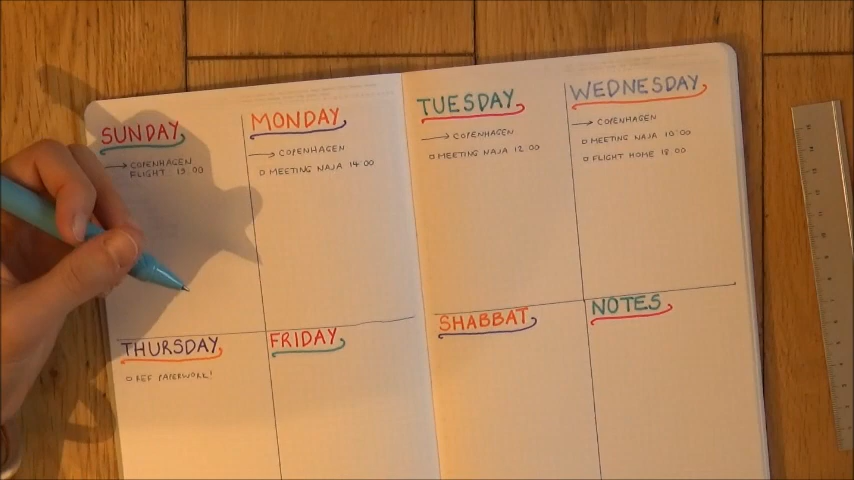 SUNDAY
→ COPENHAGEN
FLIGHT 13:00
MONDAY
→ COPENHAGEN
□ MEETING NAJA 14:00
TUESDAY
→ COPENHAGEN
□ MEETING NAJA 12:00
WEDNESDAY
→ COPENHAGEN
□ MEETING NAJA 10:00
□ FLIGHT HOME 18:00
THURSDAY
□ REF PAPERWORK!
FRIDAY
SHABBAT
NOTES